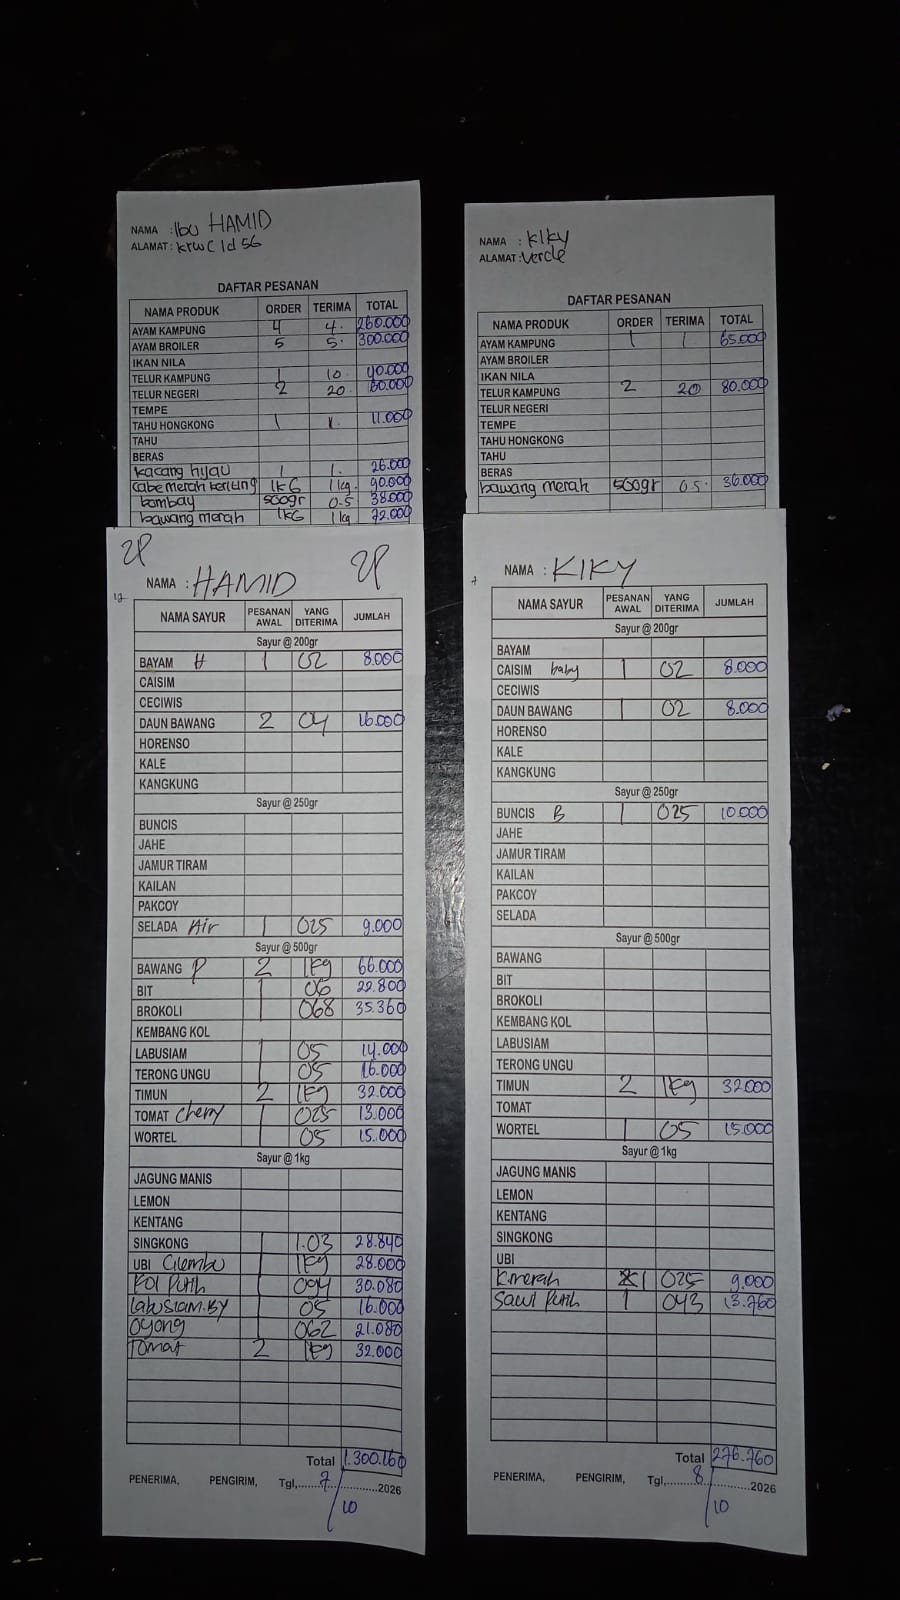 NAMA : Ibu HAMID
ALAMAT: krwc ld 56
DAFTAR PESANAN
NAMA PRODUK ORDER TERIMA TOTAL
AYAM KAMPUNG 4 4. 260.000
AYAM BROILER 5 5. 300.000
IKAN NILA
TELUR KAMPUNG 1 10. 40.000
TELUR NEGERI 2 20.
TEMPE
TAHU HONGKONG 1 1. 11.000
TAHU
BERAS
kacang hijau 1 1. 26.000
Cabe merah keriting 1KG 1kg. 90.000
bombay 500gr 0.5 38.000
bawang merah 1KG 1kg 72.000
2P 2P
NAMA : HAMID
12
NAMA SAYUR PESANAN AWAL YANG DITERIMA JUMLAH
Sayur @ 200gr
BAYAM H 1 02 8.000
CAISIM
CECIWIS
DAUN BAWANG 2 04 16.000
HORENSO
KALE
KANGKUNG
Sayur @ 250gr
BUNCIS
JAHE
JAMUR TIRAM
KAILAN
PAKCOY
SELADA Air 1 025 9.000
Sayur @ 500gr
BAWANG P 2 1kg 66.000
BIT 1 06 22.800
BROKOLI 1 068 35.360
KEMBANG KOL
LABUSIAM 1 05 14.000
TERONG UNGU 1 05 16.000
TIMUN 2 1kg 32.000
TOMAT Cherry 1 025 13.000
WORTEL 1 05 15.000
Sayur @ 1kg
JAGUNG MANIS
LEMON
KENTANG
SINGKONG 1 1.03 28.840
UBI Cilembu 1 1kg 28.000
Kol Putih 1 094 30.080
Labusiam.BY 1 05 16.000
Oyong 1 062 21.080
Tomat 2 1kg 32.000
Total 1.300.160
PENERIMA, PENGIRIM, Tgl,......7/10......2026
NAMA : KIKY
ALAMAT : Verde
DAFTAR PESANAN
NAMA PRODUK ORDER TERIMA TOTAL
AYAM KAMPUNG 1 1 65.000
AYAM BROILER
IKAN NILA
TELUR KAMPUNG 2 20 80.000
TELUR NEGERI
TEMPE
TAHU HONGKONG
TAHU
BERAS
bawang merah 500gr 0.5. 36.000
NAMA : KIKY
NAMA SAYUR PESANAN AWAL YANG DITERIMA JUMLAH
Sayur @ 200gr
BAYAM
CAISIM baby 1 02 8.000
CECIWIS
DAUN BAWANG 1 02 8.000
HORENSO
KALE
KANGKUNG
Sayur @ 250gr
BUNCIS B 1 025 10.000
JAHE
JAMUR TIRAM
KAILAN
PAKCOY
SELADA
Sayur @ 500gr
BAWANG
BIT
BROKOLI
KEMBANG KOL
LABUSIAM
TERONG UNGU
TIMUN 2 1kg 32.000
TOMAT
WORTEL 1 05 15.000
Sayur @ 1kg
JAGUNG MANIS
LEMON
KENTANG
SINGKONG
UBI
K.merah 1 025 9.000
Sawi Putih 1 043 13.760
Total 276.760
PENERIMA, PENGIRIM, Tgl,......8/10......2026